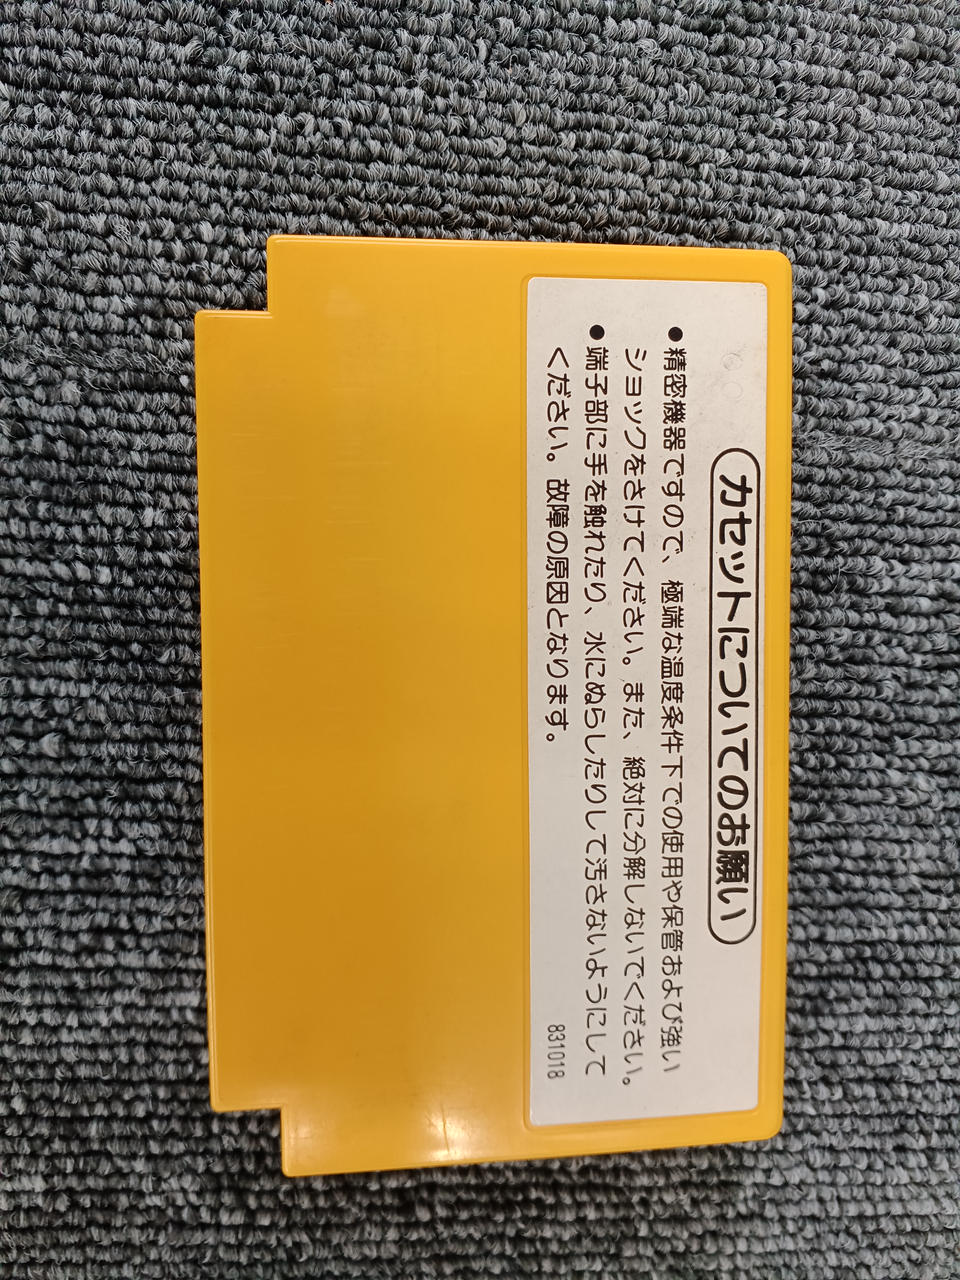 カセットについてのお願い
●精密機器ですので、極端な温度条件下での使用や保管および強い
ショックをさけてください。また、絶対に分解しないでください。
●端子部に手を触れたり、水にぬらしたりして汚さないようにして
ください。故障の原因となります。
831018